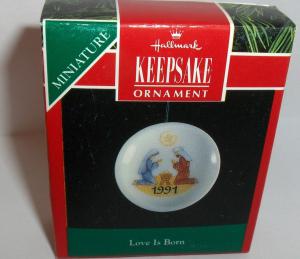 MINIATURE
Hallmark
KEEPSAKE
ORNAMENT
1991
Love Is Born